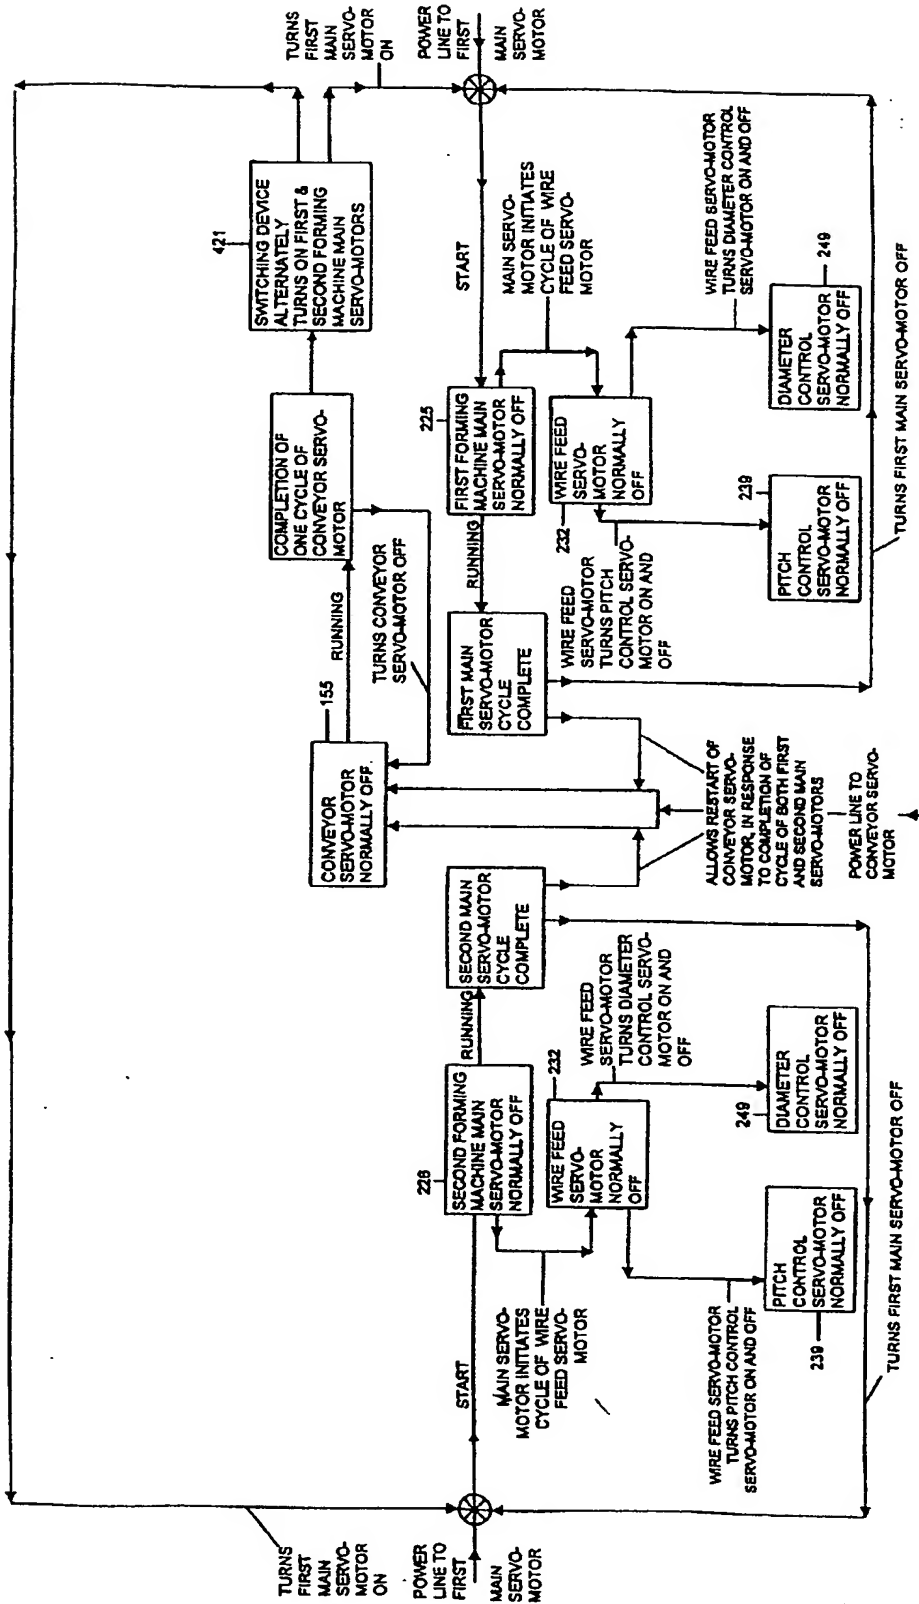 TURNS
FIRST
MAIN
SERVO-
MOTOR
ON
POWER
LINE TO
FIRST
MAIN
SERVO-
MOTOR
START
226
SECOND FORMING
MACHINE MAIN
SERVO-MOTOR
NORMALLY OFF
RUNNING
SECOND MAIN
SERVO-MOTOR
CYCLE
COMPLETE
MAIN SERVO-
MOTOR INITIATES
CYCLE OF WIRE
FEED SERVO-
MOTOR
232
WIRE FEED
SERVO-
MOTOR
NORMALLY
OFF
WIRE FEED
SERVO-MOTOR
TURNS DIAMETER
CONTROL SERVO-
MOTOR ON AND
OFF
WIRE FEED SERVO-MOTOR
TURNS PITCH CONTROL
SERVO-MOTOR ON AND OFF
239
PITCH
CONTROL
SERVO-MOTOR
NORMALLY OFF
249
DIAMETER
CONTROL
SERVO-MOTOR
NORMALLY OFF
TURNS FIRST MAIN SERVO-MOTOR OFF
155
CONVEYOR
SERVO-MOTOR
NORMALLY OFF.
RUNNING
TURNS CONVEYOR
SERVO-MOTOR OFF
COMPLETION OF
ONE CYCLE OF
CONVEYOR SERVO-
MOTOR
421
SWITCHING DEVICE
ALTERNATELY
TURNS ON FIRST &
SECOND FORMING
MACHINE MAIN
SERVO-MOTORS
TURNS
FIRST
MAIN
SERVO-
MOTOR
ON
POWER
LINE TO
FIRST
MAIN
SERVO-
MOTOR
START
225
FIRST FORMING
MACHINE MAIN
SERVO-MOTOR
NORMALLY OFF
RUNNING
FIRST MAIN
SERVO-MOTOR
CYCLE
COMPLETE
MAIN SERVO-
MOTOR INITIATES
CYCLE OF WIRE
FEED SERVO-
MOTOR
232
WIRE FEED
SERVO-
MOTOR
NORMALLY
OFF
WIRE FEED
SERVO-MOTOR
TURNS PITCH
CONTROL SERVO-
MOTOR ON AND
OFF
WIRE FEED SERVO-MOTOR
TURNS DIAMETER CONTROL
SERVO-MOTOR ON AND OFF
239
PITCH
CONTROL
SERVO-MOTOR
NORMALLY OFF
249
DIAMETER
CONTROL
SERVO-MOTOR
NORMALLY OFF
ALLOWS RESTART OF
CONVEYOR SERVO-
MOTOR, IN RESPONSE
TO COMPLETION OF
CYCLE OF BOTH FIRST
AND SECOND MAIN
SERVO-MOTORS
POWER LINE TO
CONVEYOR SERVO-
MOTOR
TURNS FIRST MAIN SERVO-MOTOR OFF